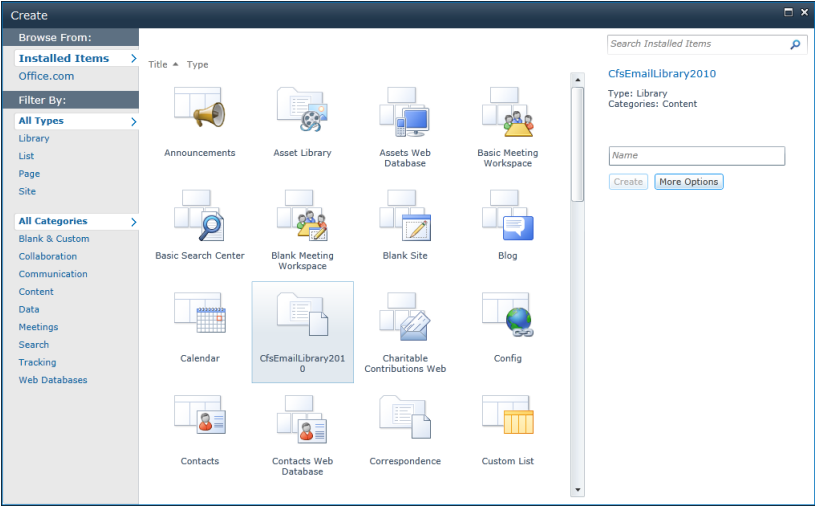 Create
Browse From:
Installed Items
Office.com
Filter By:
All Types
Library
List
Page
Site
All Categories
Blank & Custom
Collaboration
Communication
Content
Data
Meetings
Search
Tracking
Web Databases
Title Type
Announcements
Asset Library
Assets Web
Database
Basic Meeting
Workspace
Basic Search Center
Blank Meeting
Workspace
Blank Site
Blog
Calendar
CfsEmailLibrary201
0
Charitable
Contributions Web
Config
Contacts
Contacts Web
Database
Correspondence
Custom List
Search Installed Items
CfsEmailLibrary2010
Type: Library
Categories: Content
Name
Create
More Options